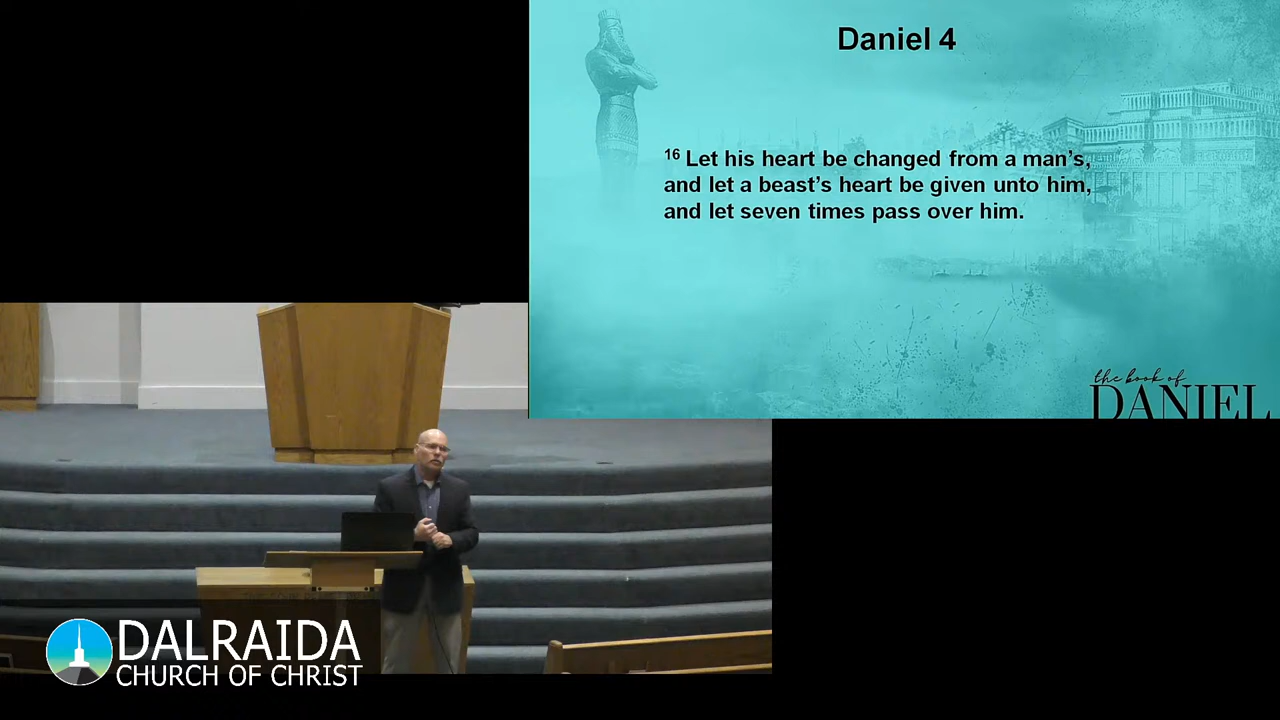 Daniel 4
16 Let his heart be changed from a man’s,
and let a beast’s heart be given unto him,
and let seven times pass over him.
the book of
DANIEL
DALRAIDA
CHURCH OF CHRIST